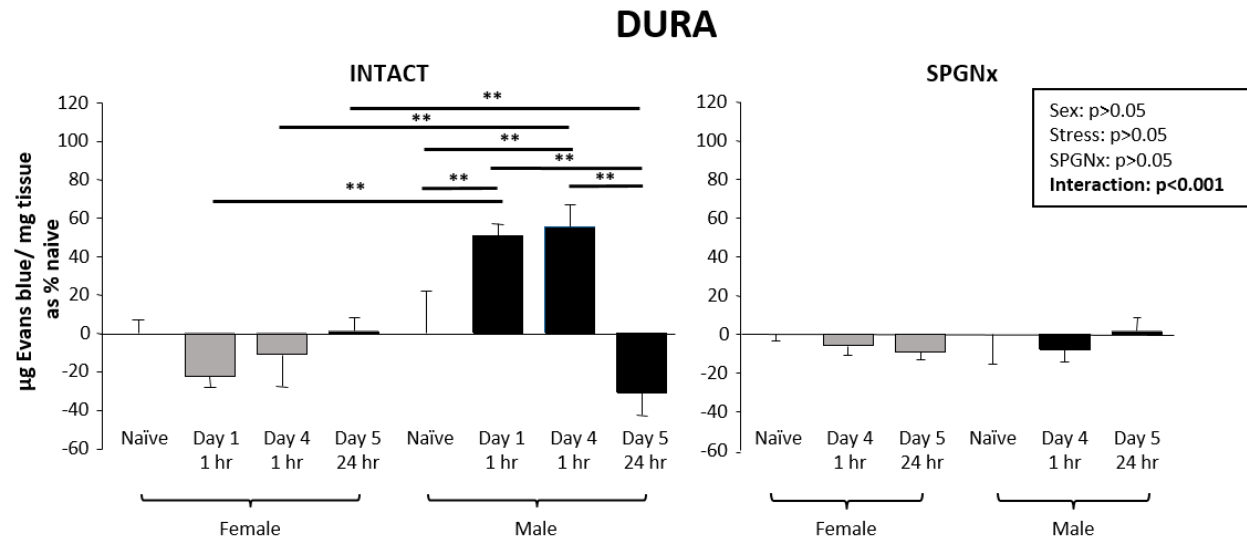 DURA
INTACT
SPGNx
µg Evans blue/ mg tissue
as % naive
120
100
80
60
40
20
0
-20
-40
-60
**
**
**
**
**
**
**
Naïve
Day 1
1 hr
Day 4
1 hr
Day 5
24 hr
Naïve
Day 1
1 hr
Day 4
1 hr
Day 5
24 hr
Female
Male
120
100
80
60
40
20
0
-20
-40
-60
Naïve
Day 4
1 hr
Day 5
24 hr
Naïve
Day 4
1 hr
Day 5
24 hr
Female
Male
Sex: p>0.05
Stress: p>0.05
SPGNx: p>0.05
Interaction: p<0.001